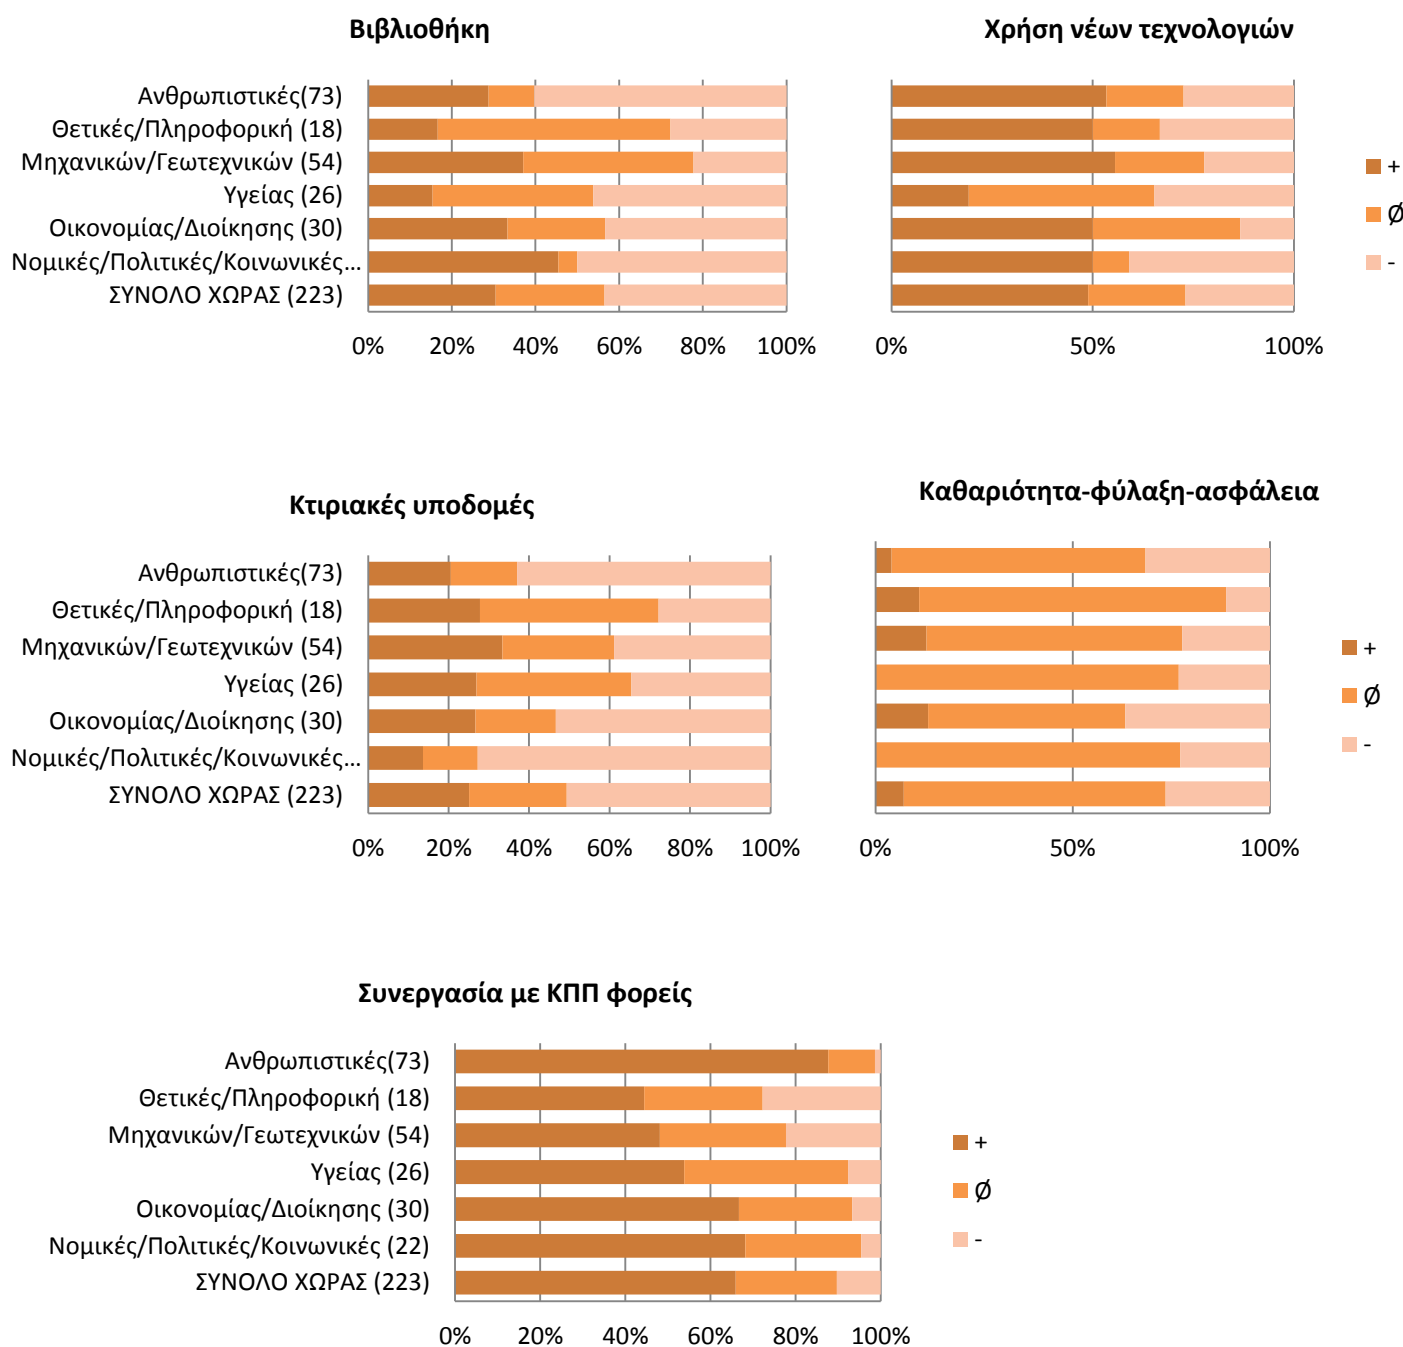 Βιβλιοθήκη
Ανθρωπιστικές(73)
Θετικές/Πληροφορική (18)
Μηχανικών/Γεωτεχνικών (54)
Υγείας (26)
Οικονομίας/Διοίκησης (30)
Νομικές/Πολιτικές/Κοινωνικές...
ΣΥΝΟΛΟ ΧΩΡΑΣ (223)
0% 20% 40% 60% 80% 100%
Χρήση νέων τεχνολογιών
0% 50% 100%
+
Ø
-
Κτιριακές υποδομές
Ανθρωπιστικές(73)
Θετικές/Πληροφορική (18)
Μηχανικών/Γεωτεχνικών (54)
Υγείας (26)
Οικονομίας/Διοίκησης (30)
Νομικές/Πολιτικές/Κοινωνικές...
ΣΥΝΟΛΟ ΧΩΡΑΣ (223)
0% 20% 40% 60% 80% 100%
Καθαριότητα-φύλαξη-ασφάλεια
0% 50% 100%
+
Ø
-
Συνεργασία με ΚΠΠ φορείς
Ανθρωπιστικές(73)
Θετικές/Πληροφορική (18)
Μηχανικών/Γεωτεχνικών (54)
Υγείας (26)
Οικονομίας/Διοίκησης (30)
Νομικές/Πολιτικές/Κοινωνικές (22)
ΣΥΝΟΛΟ ΧΩΡΑΣ (223)
0% 20% 40% 60% 80% 100%
+
Ø
-